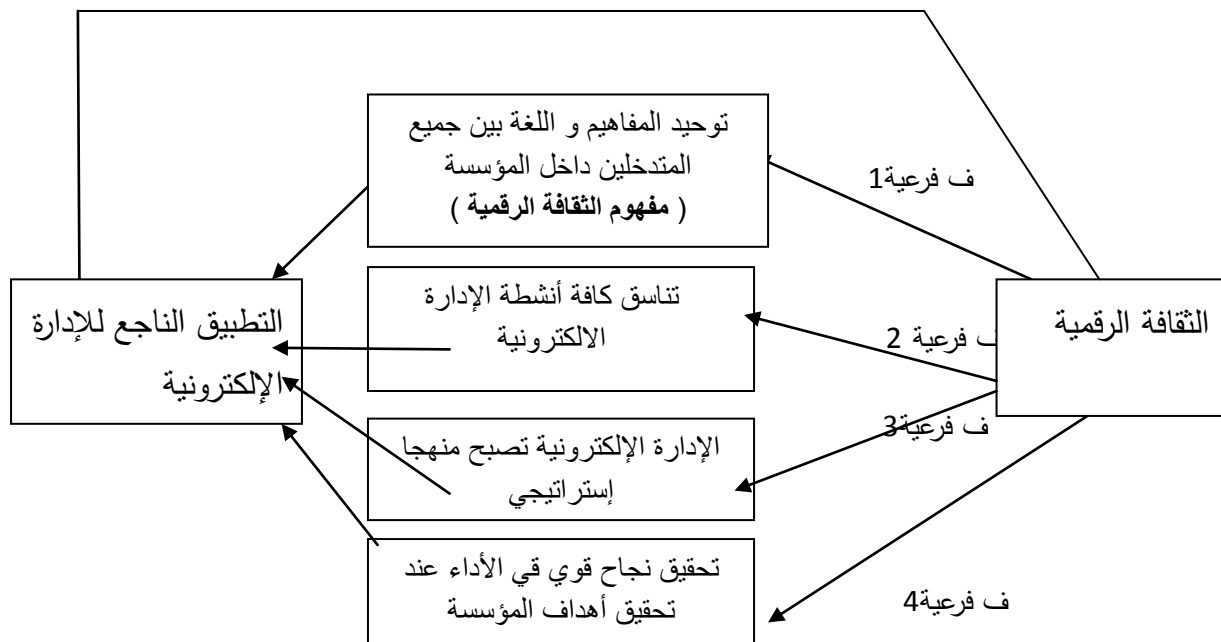 توحيد المفاهيم و اللغة بين جميع
المتدخلين داخل المؤسسة
( مفهوم الثقافة الرقمية )
ف فرعية1
الثقافة الرقمية
تناسق كافة أنشطة الإدارة
الالكترونية
ف فرعية 2
التطبيق الناجع للإدارة
الإلكترونية
ف فرعية3
الإدارة الإلكترونية تصبح منهجا
إستراتيجي
تحقيق نجاح قوي قي الأداء عند
تحقيق أهداف المؤسسة
ف فرعية4